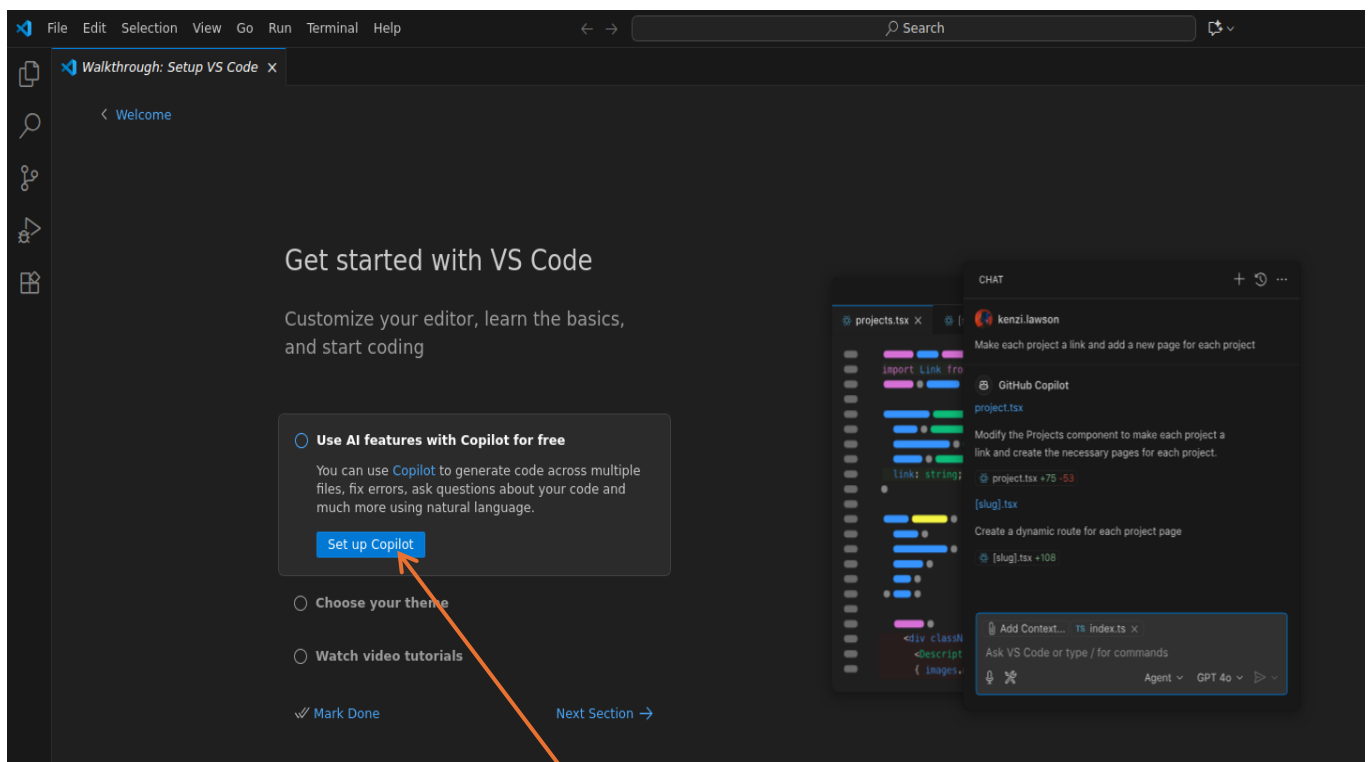 File Edit Selection View Go Run Terminal Help
Search
Walkthrough: Setup VS Code
Welcome
Get started with VS Code
Customize your editor, learn the basics,
and start coding
Use AI features with Copilot for free
You can use Copilot to generate code across multiple
files, fix errors, ask questions about your code and
much more using natural language.
Set up Copilot
Choose your theme
Watch video tutorials
Mark Done
Next Section
projects.tsx
import Link fro
link: string;
<div classN
<Descript
{ images.
CHAT
kenzi.lawson
Make each project a link and add a new page for each project
GitHub Copilot
project.tsx
Modify the Projects component to make each project a
link and create the necessary pages for each project.
project.tsx +75 -53
[slug].tsx
Create a dynamic route for each project page
[slug].tsx +108
Add Context... TS index.ts
Ask VS Code or type / for commands
Agent GPT 4o